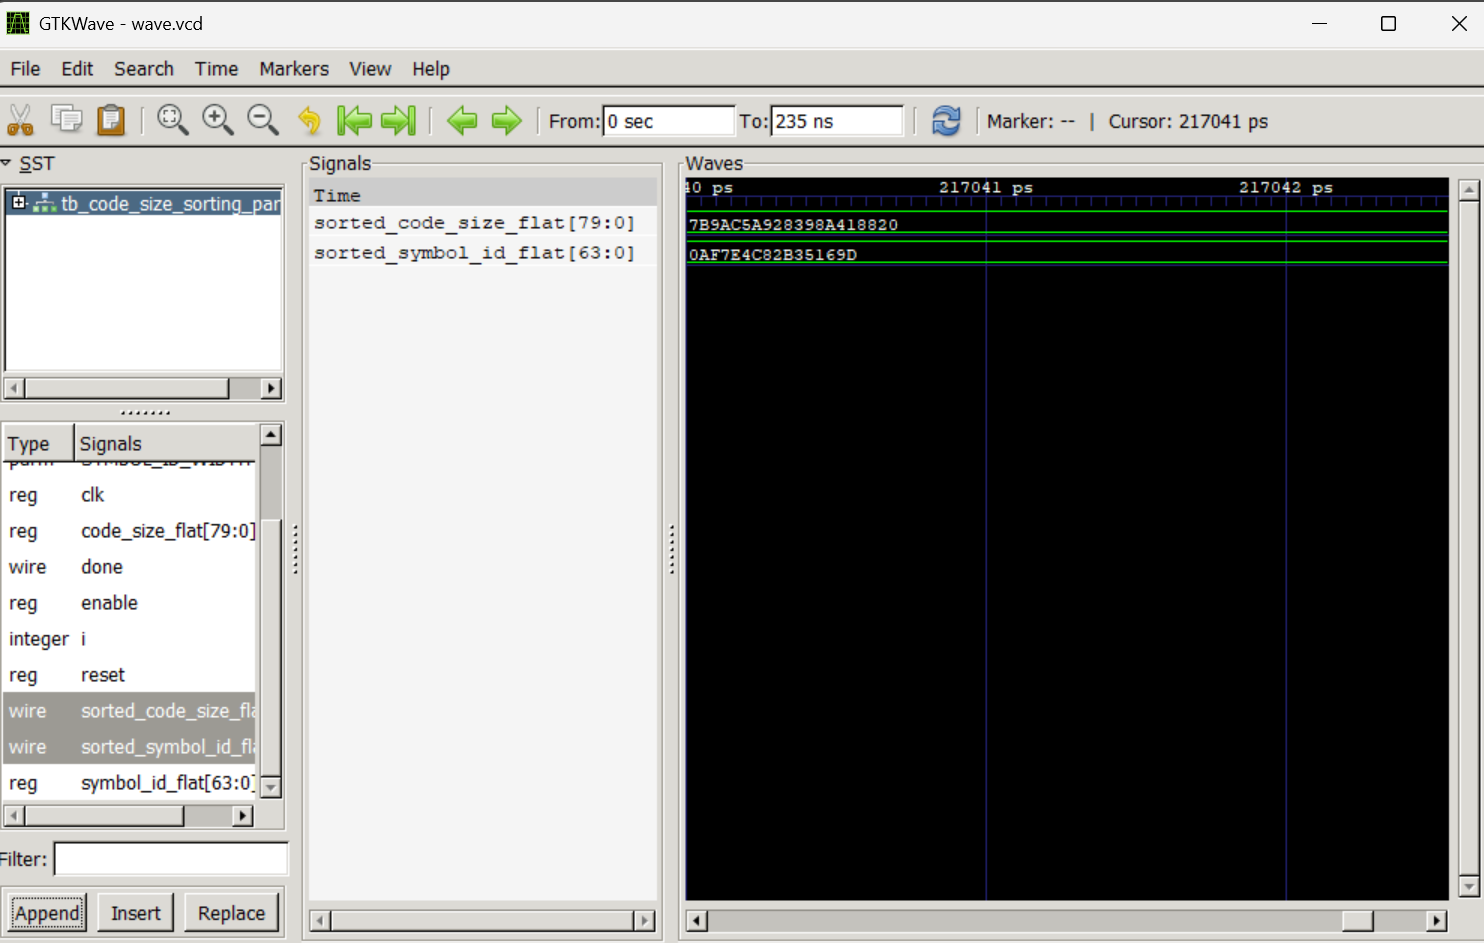 GTKWave - wave.vcd
File Edit Search Time Markers View Help
From: 0 sec To: 235 ns Marker: -- | Cursor: 217041 ps
SST
tb_code_size_sorting_par
Type Signals
reg clk
reg code_size_flat[79:0]
wire done
reg enable
integer i
reg reset
wire sorted_code_size_fla
wire sorted_symbol_id_fl
reg symbol_id_flat[63:0]
Filter:
Append Insert Replace
Signals
Time
sorted_code_size_flat[79:0]
sorted_symbol_id_flat[63:0]
Waves
40 ps 217041 ps 217042 ps
7B9AC5A928398A418820
0AF7E4C82B35169D